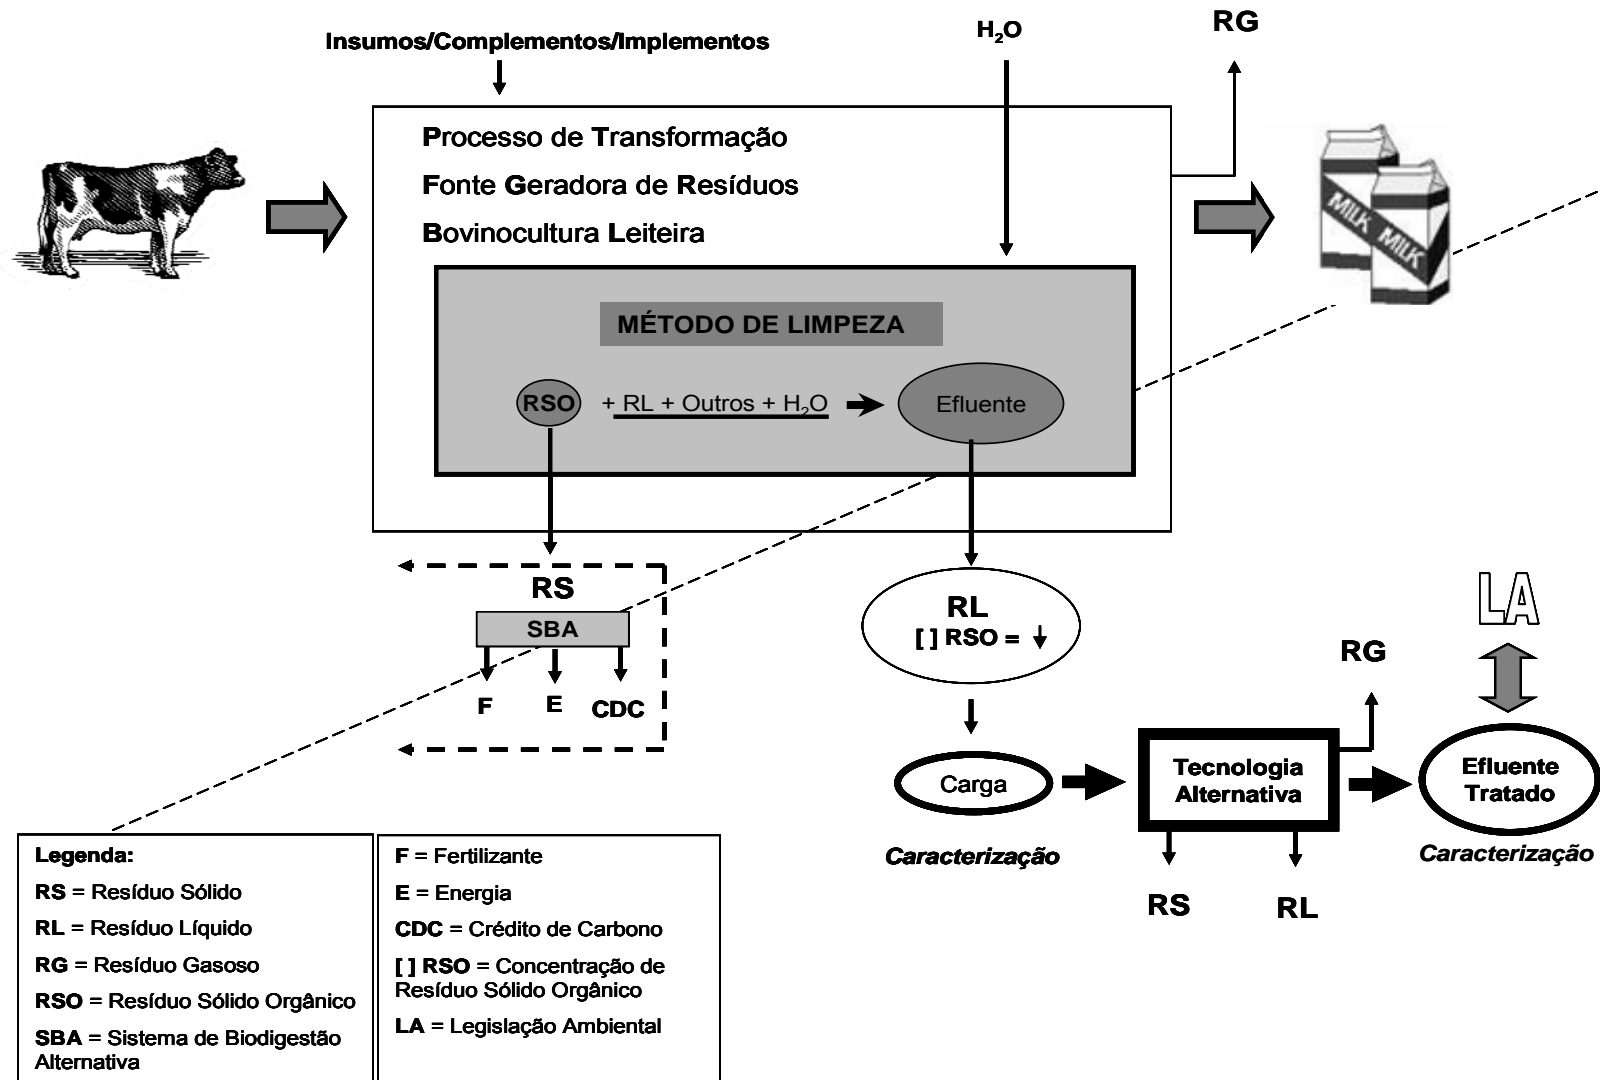 Insumos/Complementos/Implementos
H₂O
RG
Processo de Transformação
Fonte Geradora de Resíduos
Bovinocultura Leiteira
MILK
MILK
MÉTODO DE LIMPEZA
RSO + RL + Outros + H₂O Efluente
RS
SBA
F E CDC
RL
[ ] RSO =
LA
RG
Carga
Tecnologia
Alternativa
Efluente
Tratado
Caracterização
Caracterização
RS RL
Legenda:
RS = Resíduo Sólido
RL = Resíduo Líquido
RG = Resíduo Gasoso
RSO = Resíduo Sólido Orgânico
SBA = Sistema de Biodigestão
Alternativa
F = Fertilizante
E = Energia
CDC = Crédito de Carbono
[ ] RSO = Concentração de
Resíduo Sólido Orgânico
LA = Legislação Ambiental